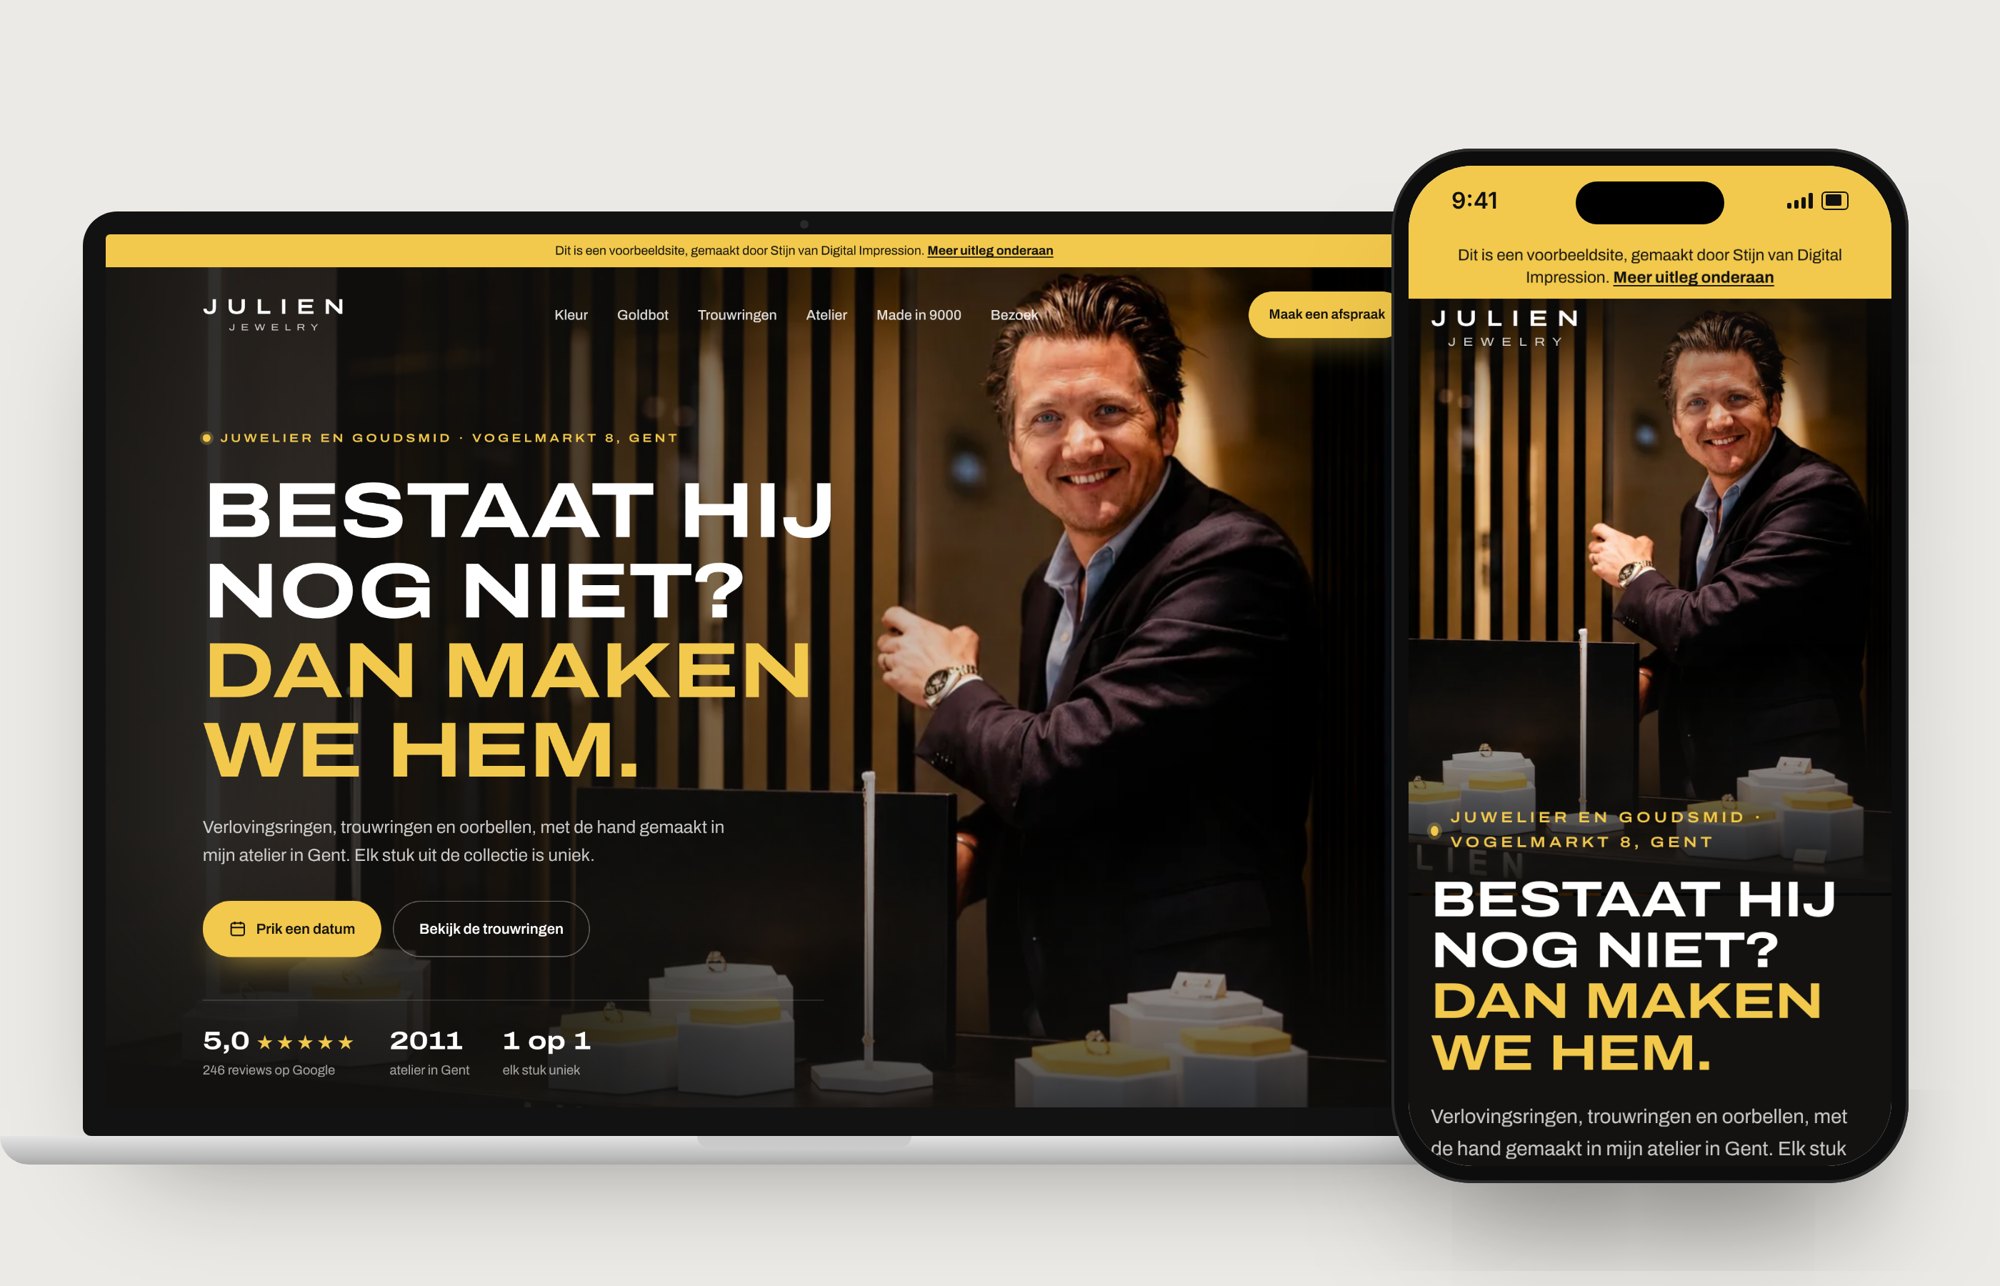 Dit is een voorbeeldsite, gemaakt door Stijn van Digital Impression. Meer uitleg onderaan
JULIEN
JEWELRY
Kleur Goldbot Trouwringen Atelier Made in 9000 Bezoek
Maak een afspraak
JUWELIER EN GOUDSMID · VOGELMARKT 8, GENT
BESTAAT HIJ
NOG NIET?
DAN MAKEN
WE HEM.
Verlovingsringen, trouwringen en oorbellen, met de hand gemaakt in
mijn atelier in Gent. Elk stuk uit de collectie is uniek.
Prik een datum
Bekijk de trouwringen
5,0 ★★★★★ 2011 1 op 1
246 reviews op Google atelier in Gent elk stuk uniek
9:41
Dit is een voorbeeldsite, gemaakt door Stijn van Digital
Impression. Meer uitleg onderaan
JULIEN
JEWELRY
JUWELIER EN GOUDSMID ·
VOGELMARKT 8, GENT
LIEN
BESTAAT HIJ
NOG NIET?
DAN MAKEN
WE HEM.
Verlovingsringen, trouwringen en oorbellen, met
de hand gemaakt in mijn atelier in Gent. Elk stuk